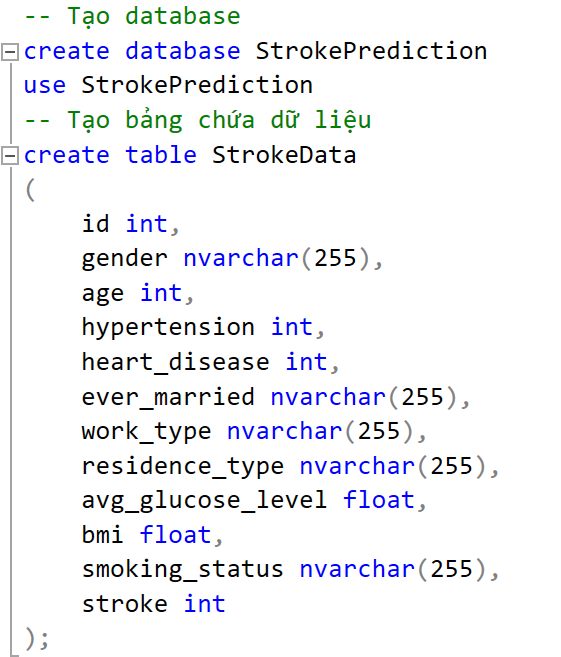 -- Tạo database
create database StrokePrediction
use StrokePrediction
-- Tạo bảng chứa dữ liệu
create table StrokeData
(
    id int,
    gender nvarchar(255),
    age int,
    hypertension int,
    heart_disease int,
    ever_married nvarchar(255),
    work_type nvarchar(255),
    residence_type nvarchar(255),
    avg_glucose_level float,
    bmi float,
    smoking_status nvarchar(255),
    stroke int
);